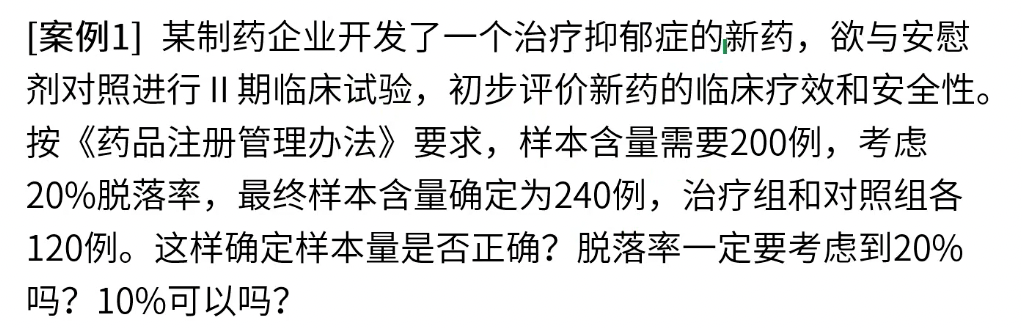 [案例1] 某制药企业开发了一个治疗抑郁症的新药，欲与安慰
剂对照进行Ⅱ期临床试验，初步评价新药的临床疗效和安全性。
按《药品注册管理办法》要求，样本含量需要200例，考虑
20%脱落率，最终样本含量确定为240例，治疗组和对照组各
120例。这样确定样本量是否正确？脱落率一定要考虑到20%
吗？10%可以吗？